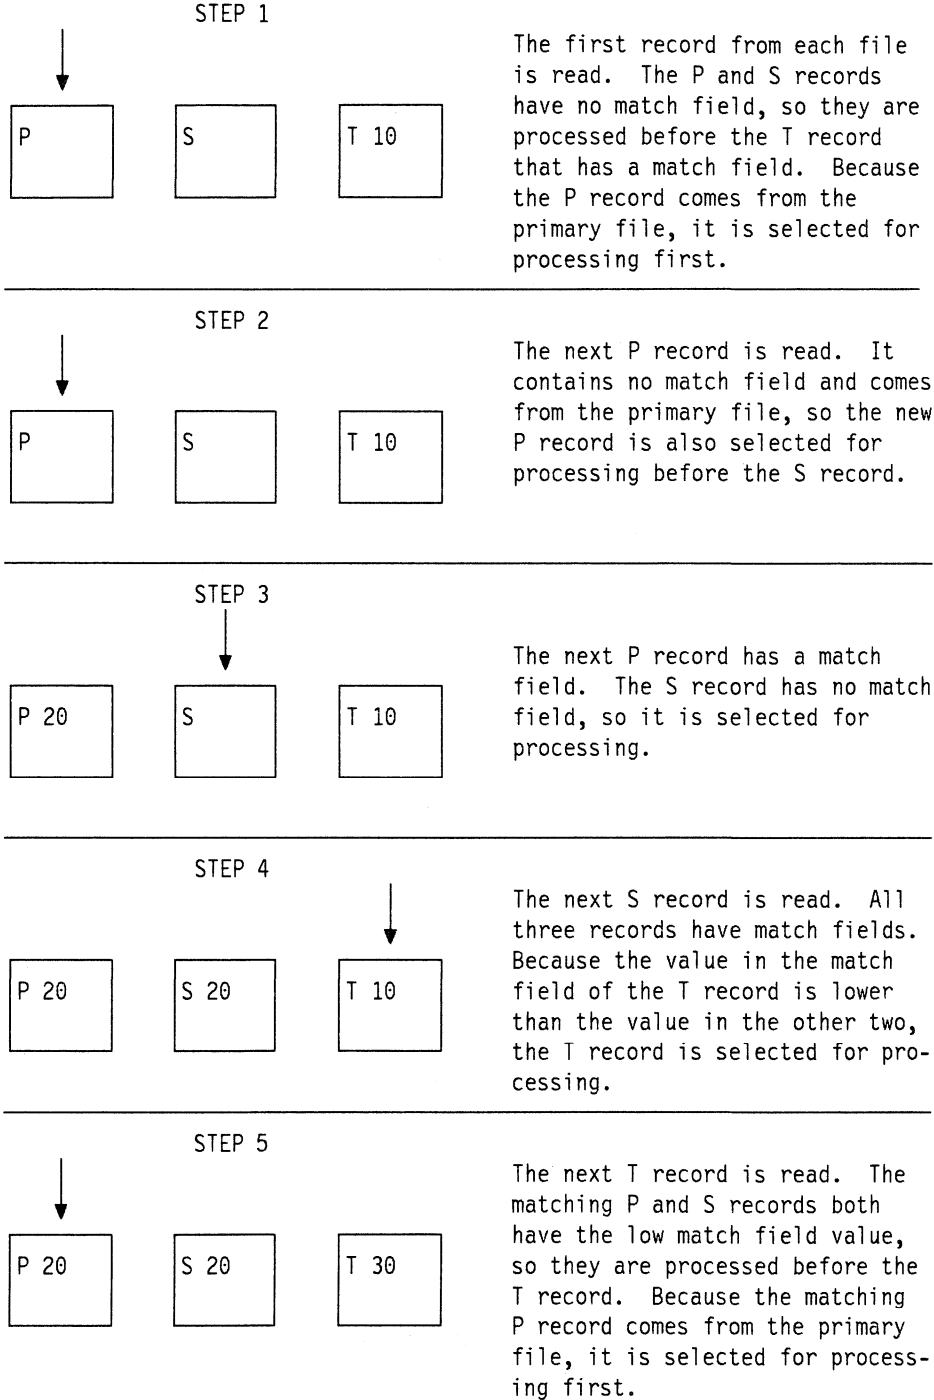 STEP 1
The first record from each file
is read. The P and S records
have no match field, so they are
processed before the T record
that has a match field. Because
the P record comes from the
primary file, it is selected for
processing first.
P S T 10
STEP 2
The next P record is read. It
contains no match field and comes
from the primary file, so the new
P record is also selected for
processing before the S record.
P S T 10
STEP 3
The next P record has a match
field. The S record has no match
field, so it is selected for
processing.
P 20 S T 10
STEP 4
The next S record is read. All
three records have match fields.
Because the value in the match
field of the T record is lower
than the value in the other two,
the T record is selected for pro-
cessing.
P 20 S 20 T 10
STEP 5
The next T record is read. The
matching P and S records both
have the low match field value,
so they are processed before the
T record. Because the matching
P record comes from the primary
file, it is selected for process-
ing first.
P 20 S 20 T 30